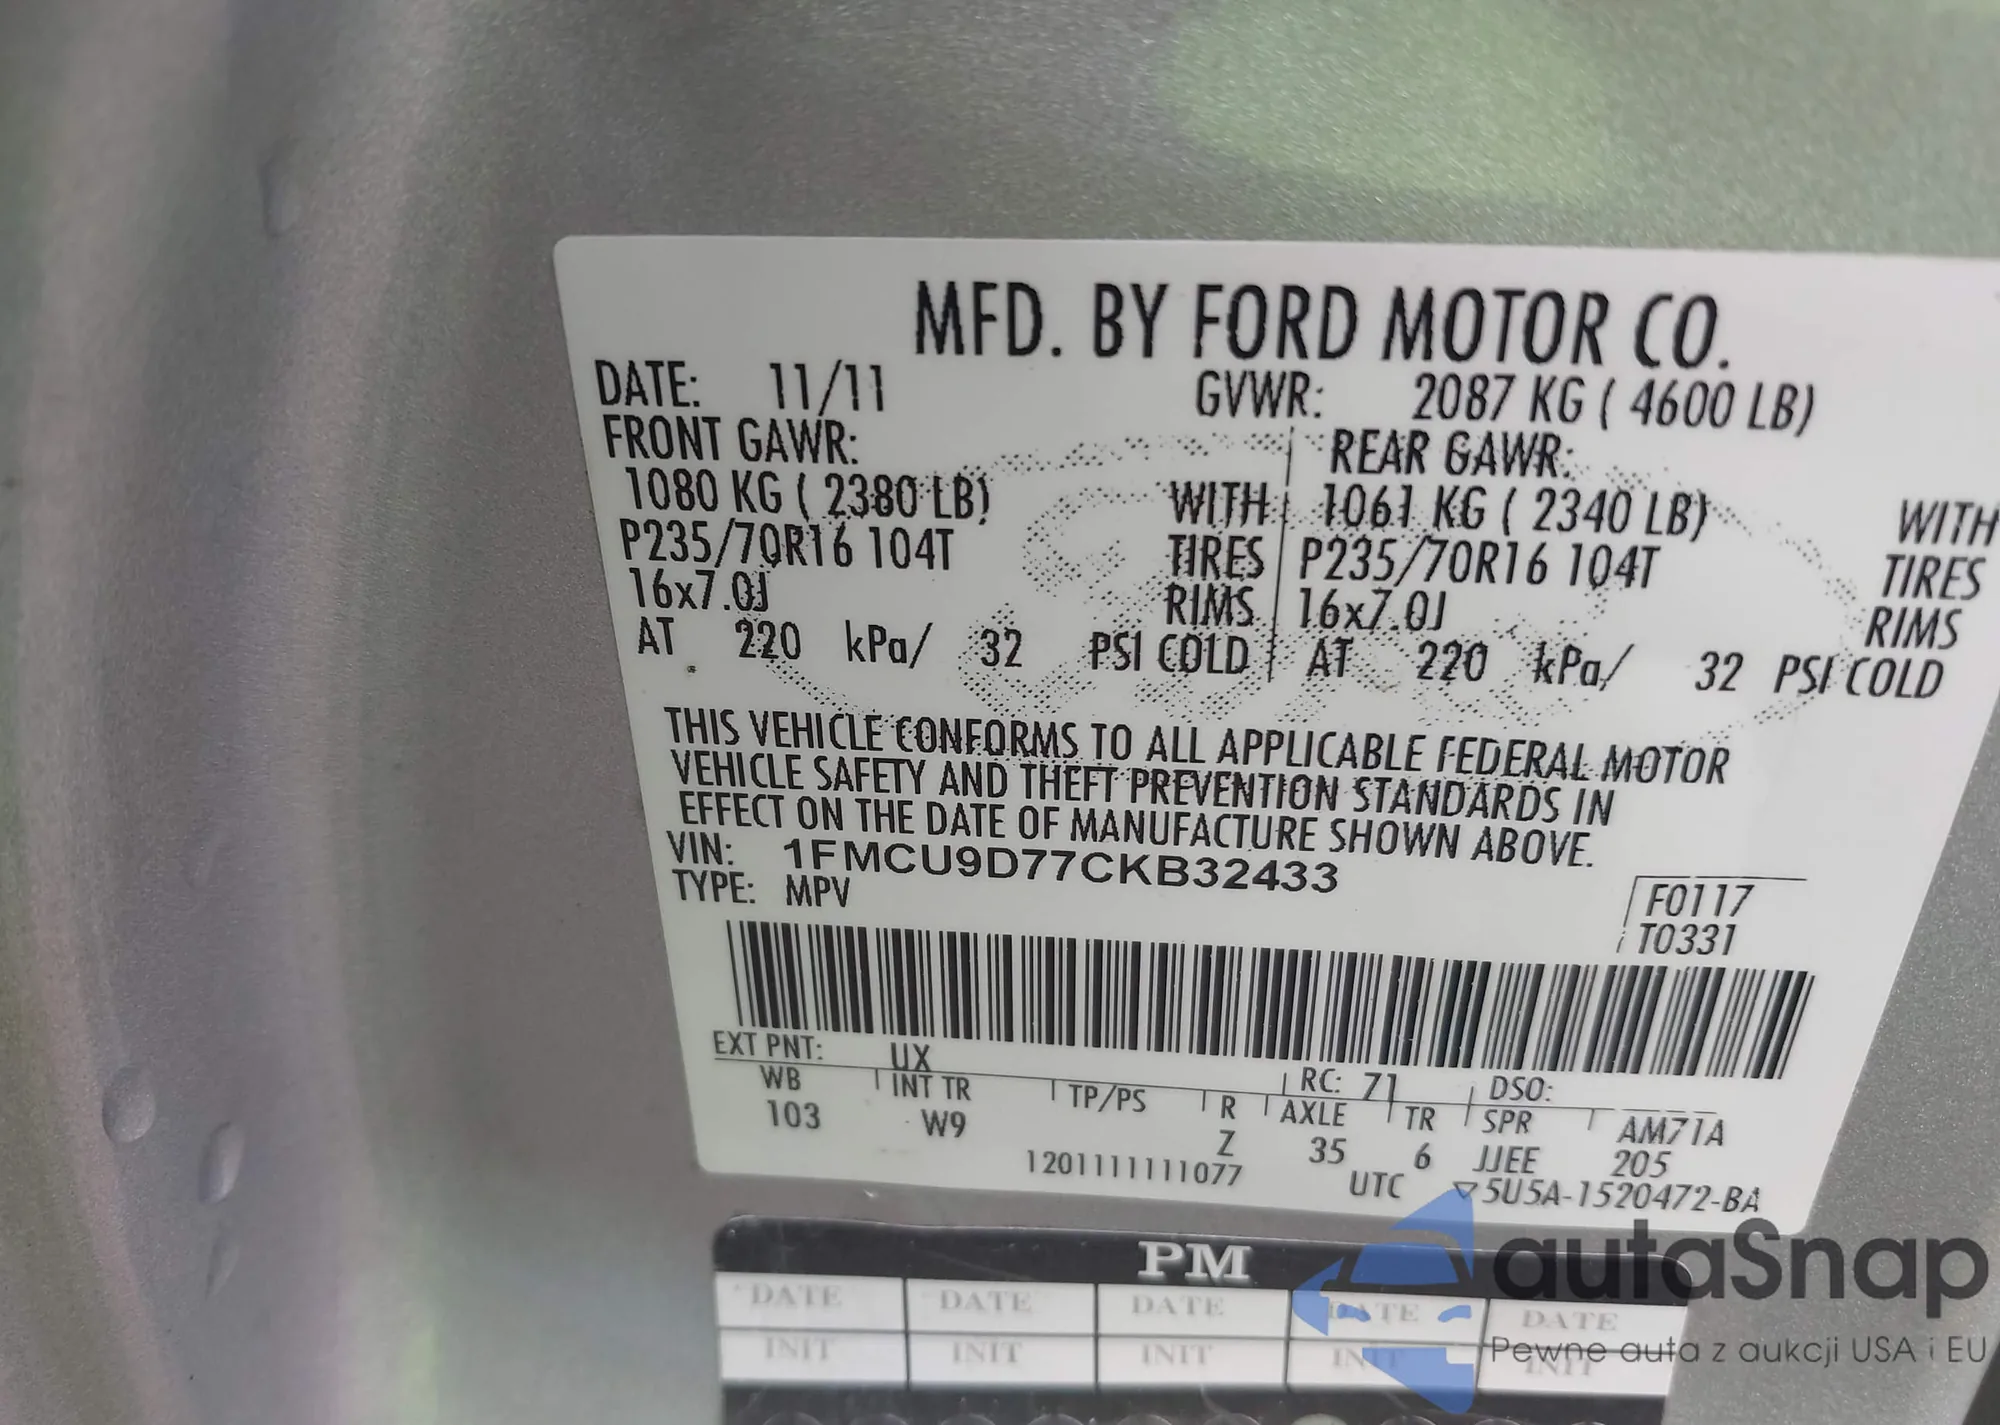 MFD. BY FORD MOTOR CO.
DATE: 11/11 GVWR: 2087 KG ( 4600 LB)
FRONT GAWR: REAR GAWR:
1080 KG ( 2380 LB) WITH 1061 KG ( 2340 LB) WITH
P235/70R16 104T TIRES P235/70R16 104T TIRES
16x7.0J RIMS 16x7.0J RIMS
AT 220 kPa/ 32 PSI COLD AT 220 kPa/ 32 PSI COLD
THIS VEHICLE CONFORMS TO ALL APPLICABLE FEDERAL MOTOR
VEHICLE SAFETY AND THEFT PREVENTION STANDARDS IN
EFFECT ON THE DATE OF MANUFACTURE SHOWN ABOVE.
VIN: 1FMCU9D77CKB32433
TYPE: MPV
F0117
T0331
EXT PNT: UX RC: 71 DSO:
WB INT TR TP/PS R AXLE TR SPR AM71A
103 W9 Z 35 6 JJEE 205
1201111111077 UTC ▽5U5A-1520472-BA
PM
DATE DATE DATE DATE DATE
INIT INIT INIT INIT INIT
autaSnap
Pewne auta z aukcji USA i EU